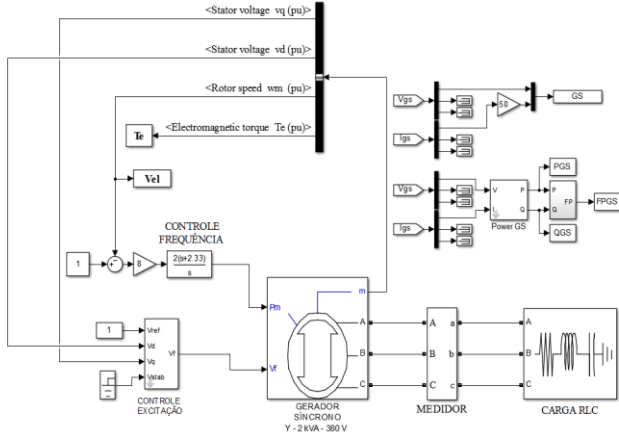 <Stator voltage vq (pu)>
<Stator voltage vd (pu)>
<Rotor speed wm (pu)>
<Electromagnetic torque Te (pu)>
Te
Vel
Vgs
Igs
50
GS
Vgs
Igs
V
I
P
Q
Power GS
PGS
QGS
P
Q
FP
FPGS
CONTROLE
FREQUÊNCIA
1
+
−
8
2(s+2.33)
s
1
Vref
Vd
Vq
Vstab
Vf
CONTROLE
EXCITAÇÃO
Pm
Vf
m
A
B
C
GERADOR
SÍNCRONO
Y - 2 kVA - 380 V
A
B
C
a
b
c
MEDIDOR
A
B
C
CARGA RLC